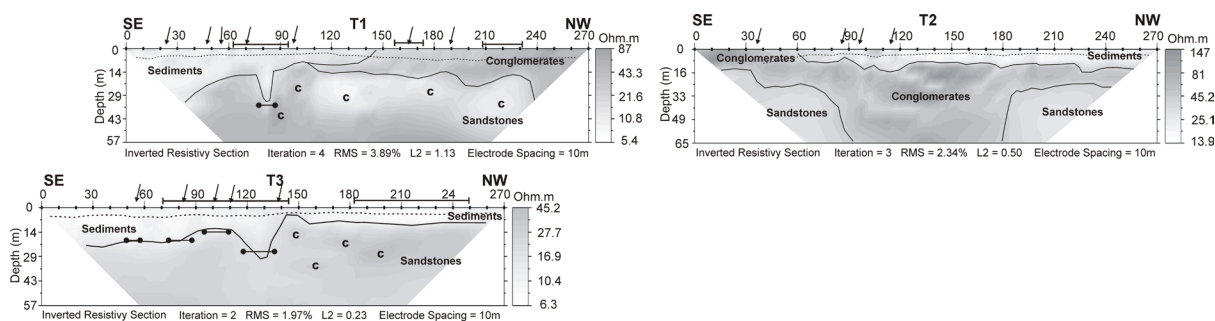 SE T1 NW
Ohm.m
0 30 60 90 120 150 180 210 240 270
Depth (m)
0
14
29
43
57
87
43.3
21.6
10.8
5.4
Sediments
Conglomerates
Sandstones
c c c c c
Inverted Resistivy Section Iteration = 4 RMS = 3.89% L2 = 1.13 Electrode Spacing = 10m
SE T2 NW
Ohm.m
0 30 60 90 120 150 180 210 240 270
Depth (m)
0
16
33
49
65
147
81
45.2
25.1
13.9
Conglomerates
Sediments
Conglomerates
Sandstones
Sandstones
Inverted Resistivy Section Iteration = 3 RMS = 2.34% L2 = 0.50 Electrode Spacing = 10m
SE T3 NW
Ohm.m
0 30 60 90 120 150 180 210 24 270
Depth (m)
0
14
29
43
57
45.2
27.7
16.9
10.4
6.3
Sediments
Sediments
Sandstones
c c c c
Inverted Resistivy Section Iteration = 2 RMS = 1.97% L2 = 0.23 Electrode Spacing = 10m